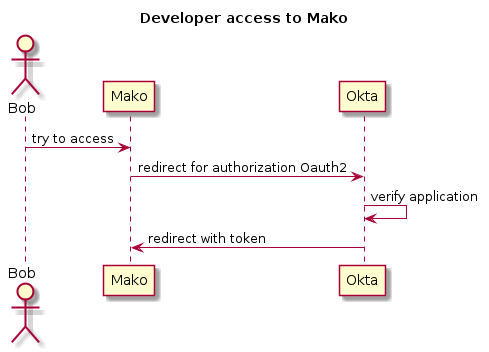 Developer access to Mako
Bob
Mako
Okta
try to access
redirect for authorization Oauth2
verify application
redirect with token
Bob
Mako
Okta